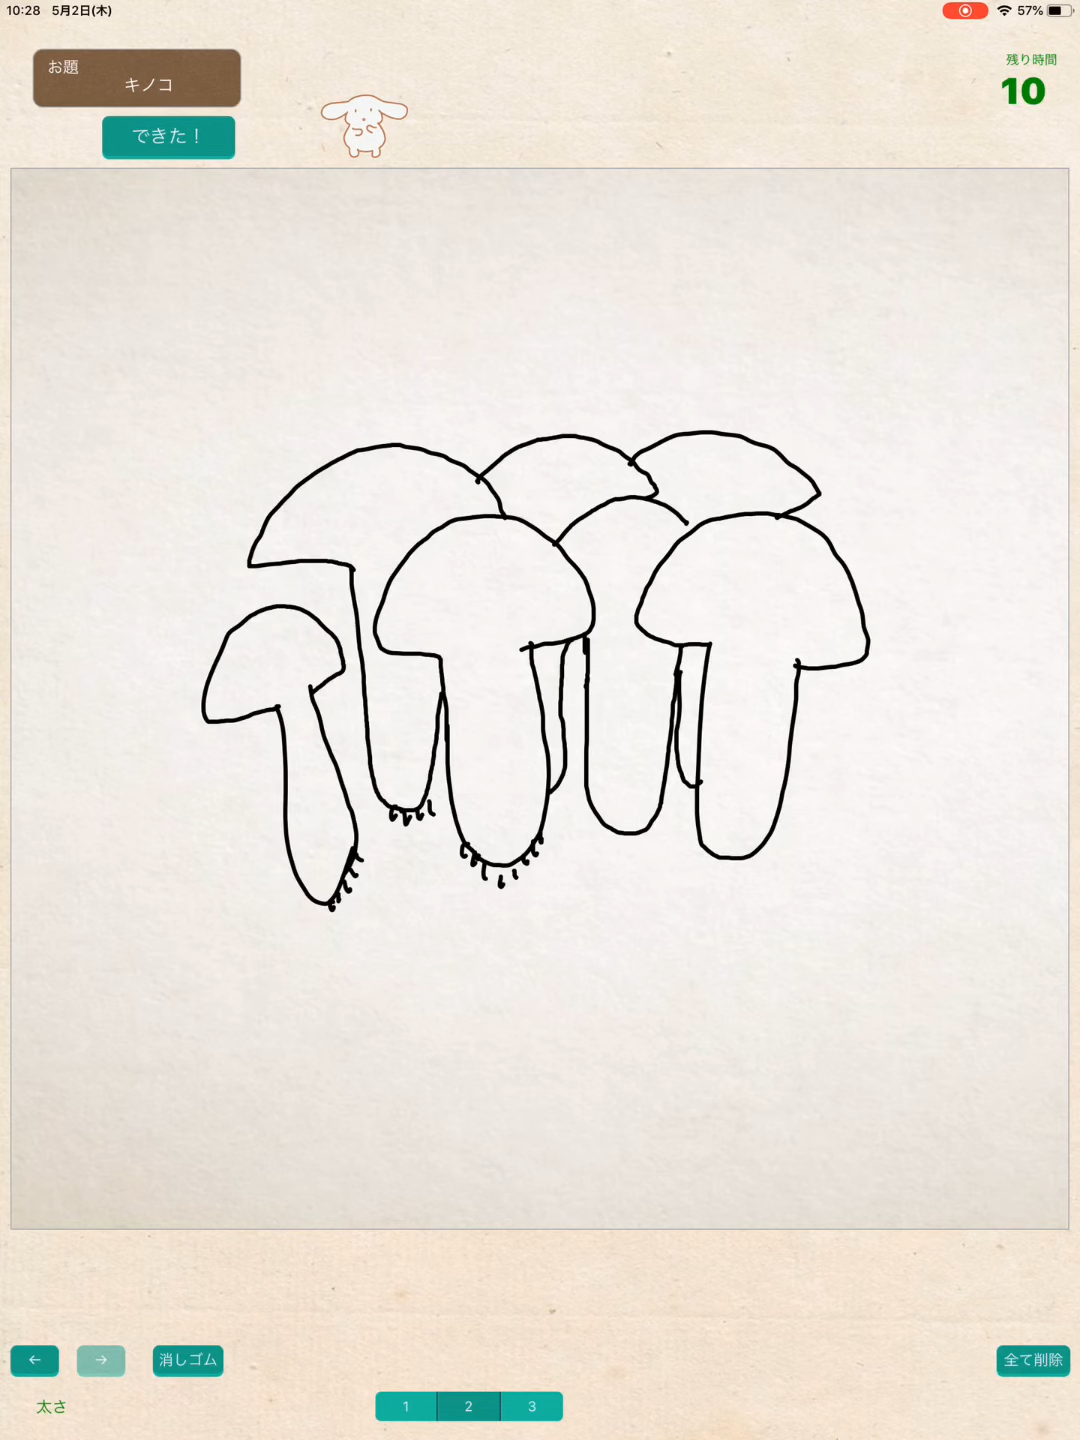 10:28 5月2日(木)
57%
お題
キノコ
できた！
残り時間
10
←
→
消しゴム
全て削除
太さ
1
2
3